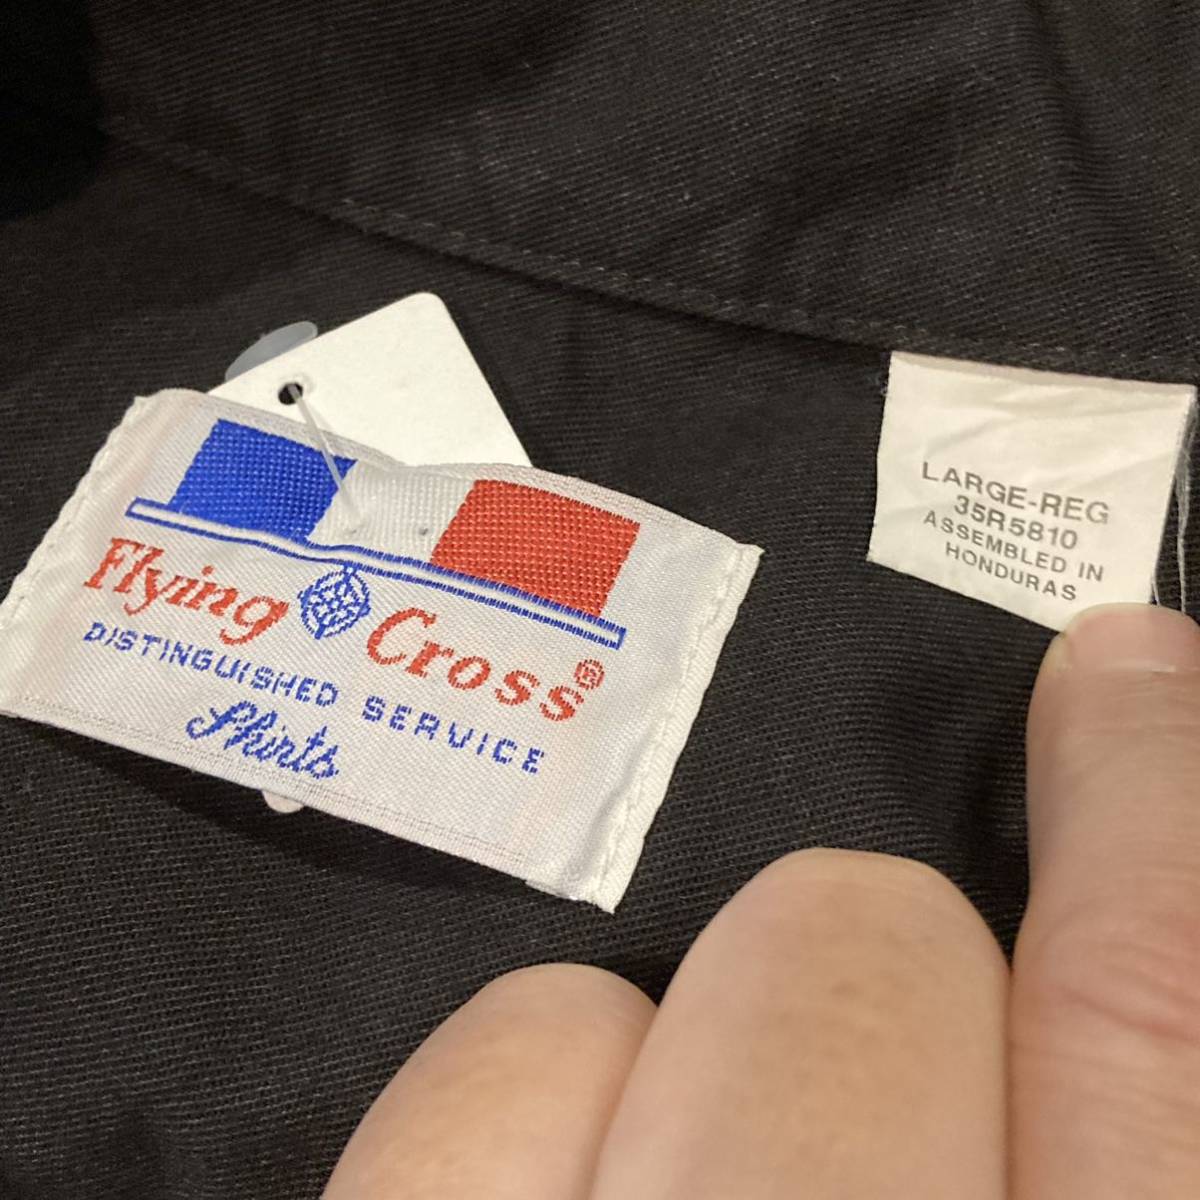 Flying Cross®
DISTINGUISHED SERVICE
Shirts
LARGE-REG
35R5810
ASSEMBLED IN
HONDURAS